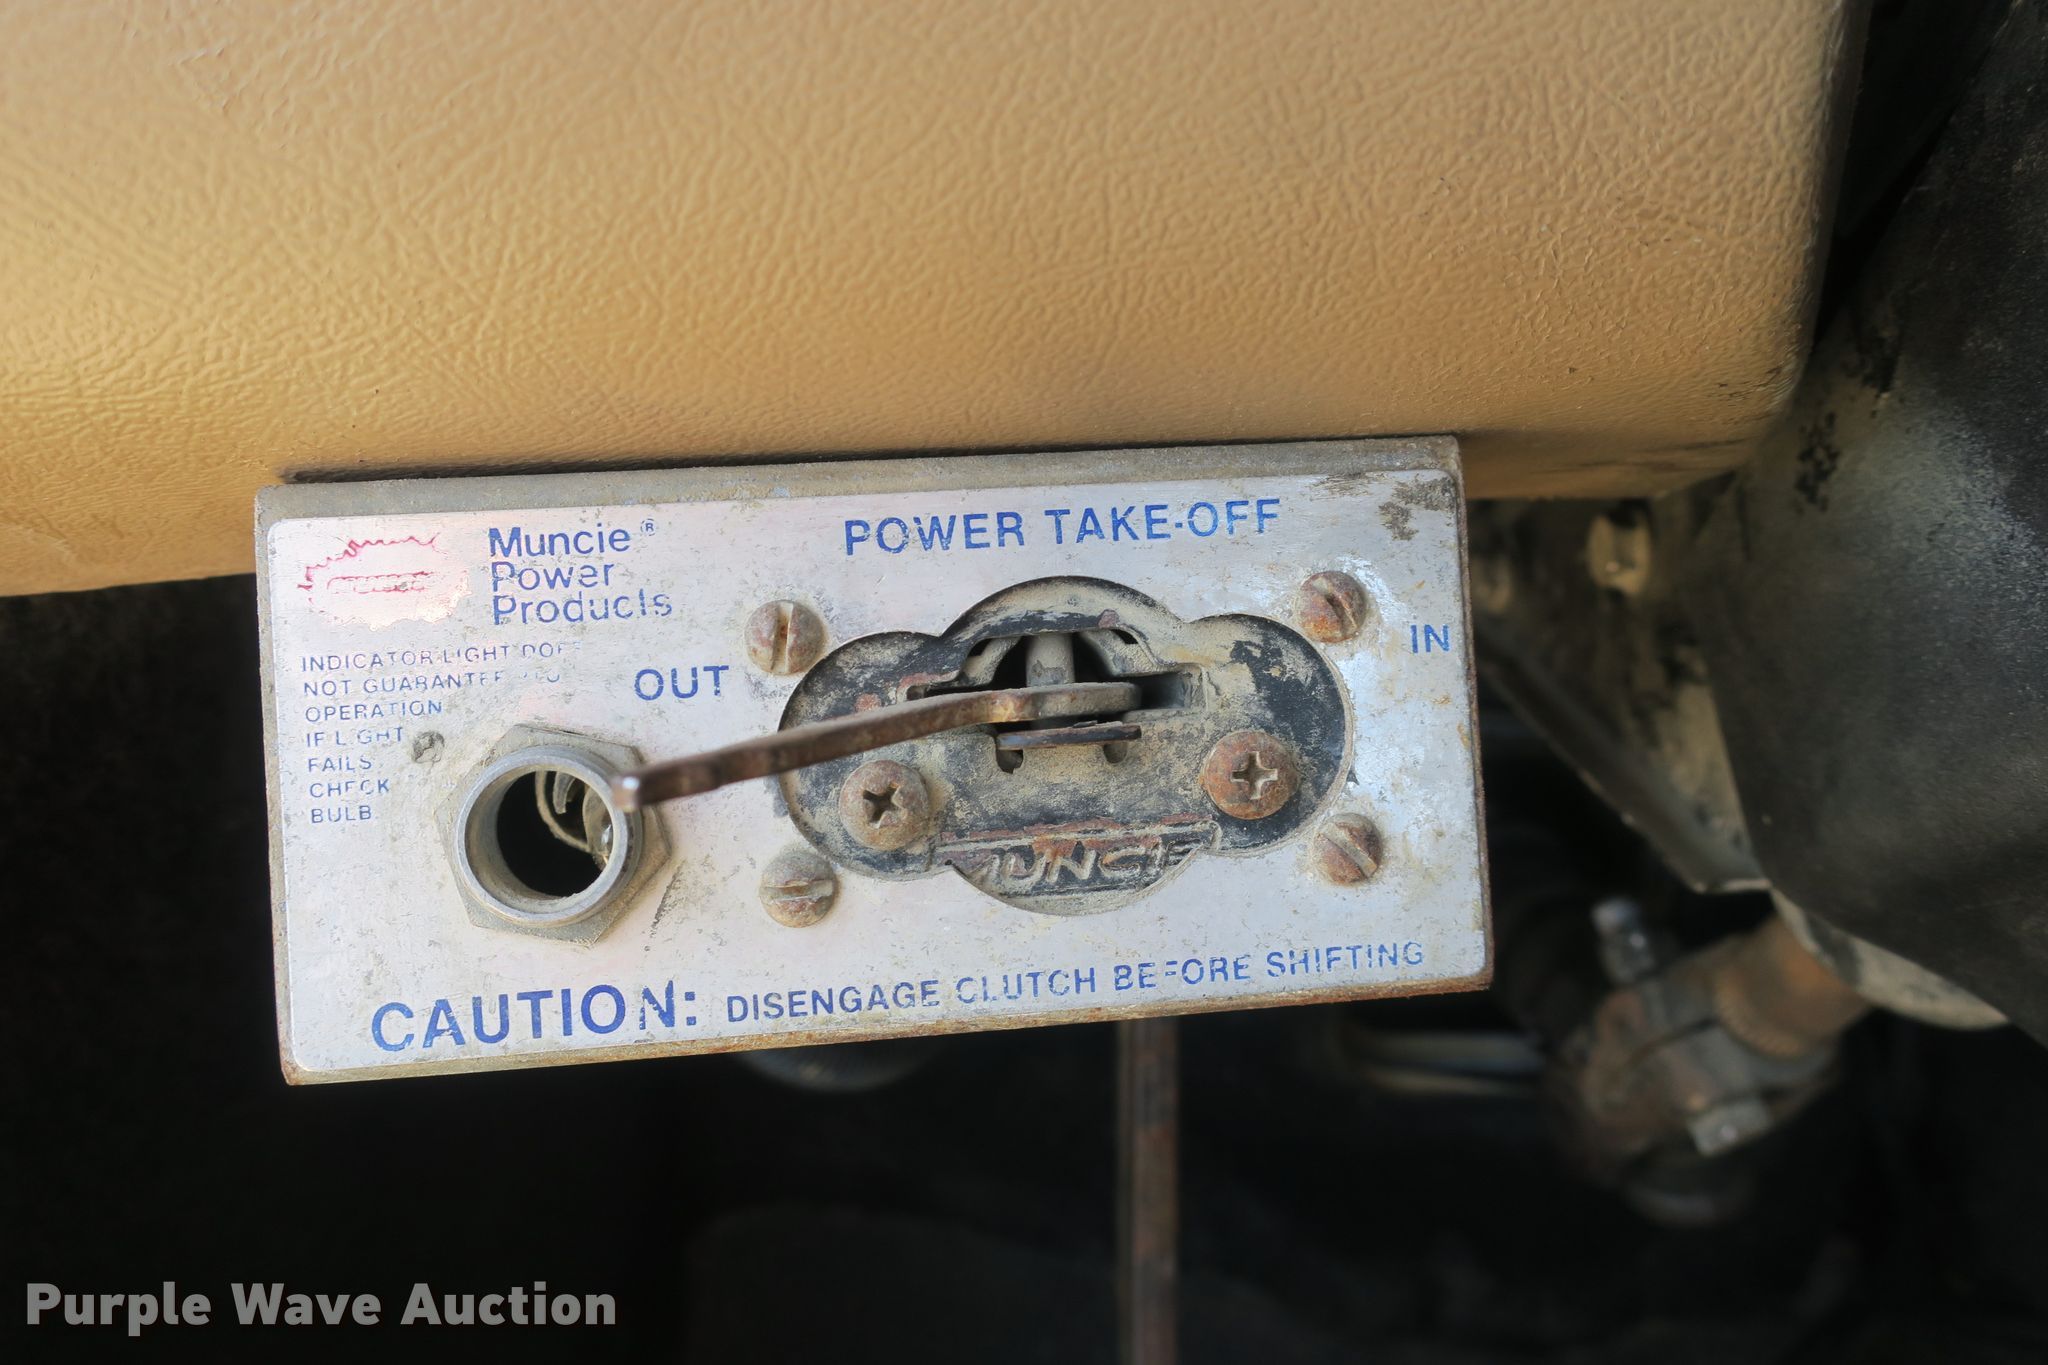 Muncie®
Power
Products
POWER TAKE-OFF
INDICATOR LIGHT
NOT GUARANTEE
OPERATION
IF LIGHT
FAILS
CHECK
BULB.
OUT
IN
MUNCIE
CAUTION: DISENGAGE CLUTCH BEFORE SHIFTING
Purple Wave Auction